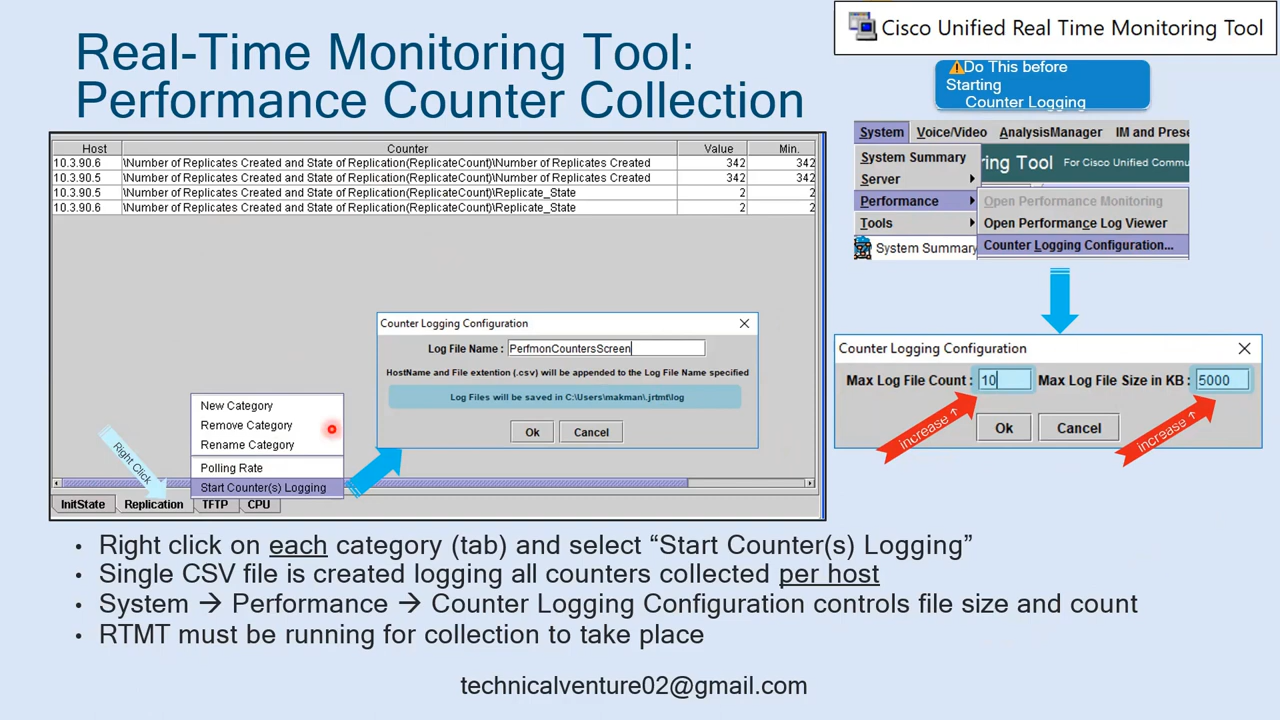 Real-Time Monitoring Tool:
Performance Counter Collection
Cisco Unified Real Time Monitoring Tool
⚠Do This before
Starting
Counter Logging
Host Counter Value Min.
10.3.90.6 \Number of Replicates Created and State of Replication(ReplicateCount)\Number of Replicates Created 342 342
10.3.90.5 \Number of Replicates Created and State of Replication(ReplicateCount)\Number of Replicates Created 342 342
10.3.90.5 \Number of Replicates Created and State of Replication(ReplicateCount)\Replicate_State 2 2
10.3.90.6 \Number of Replicates Created and State of Replication(ReplicateCount)\Replicate_State 2 2
Counter Logging Configuration
Log File Name : PerfmonCountersScreen
HostName and File extention (.csv) will be appended to the Log File Name specified
Log Files will be saved in C:\Users\makman\.jrtmt\log
Ok Cancel
New Category
Remove Category
Rename Category
Polling Rate
Start Counter(s) Logging
Right Click
InitState Replication TFTP CPU
System Voice/Video AnalysisManager IM and Prese
System Summary
ring Tool For Cisco Unified Commu
Server
Performance
Tools
System Summary
Open Performance Monitoring
Open Performance Log Viewer
Counter Logging Configuration...
Counter Logging Configuration
Max Log File Count : 10 Max Log File Size in KB : 5000
Ok Cancel
increase ↑
increase ↑
• Right click on each category (tab) and select “Start Counter(s) Logging”
• Single CSV file is created logging all counters collected per host
• System → Performance → Counter Logging Configuration controls file size and count
• RTMT must be running for collection to take place
technicalventure02@gmail.com